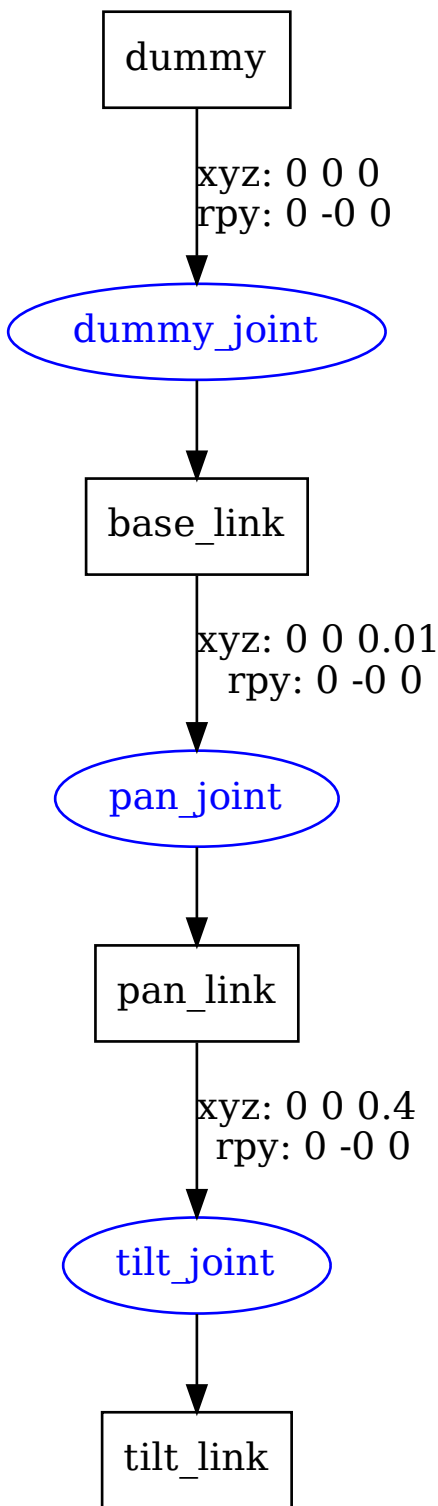 dummy
xyz: 0 0 0
rpy: 0 -0 0
dummy_joint
base_link
xyz: 0 0 0.01
rpy: 0 -0 0
pan_joint
pan_link
xyz: 0 0 0.4
rpy: 0 -0 0
tilt_joint
tilt_link